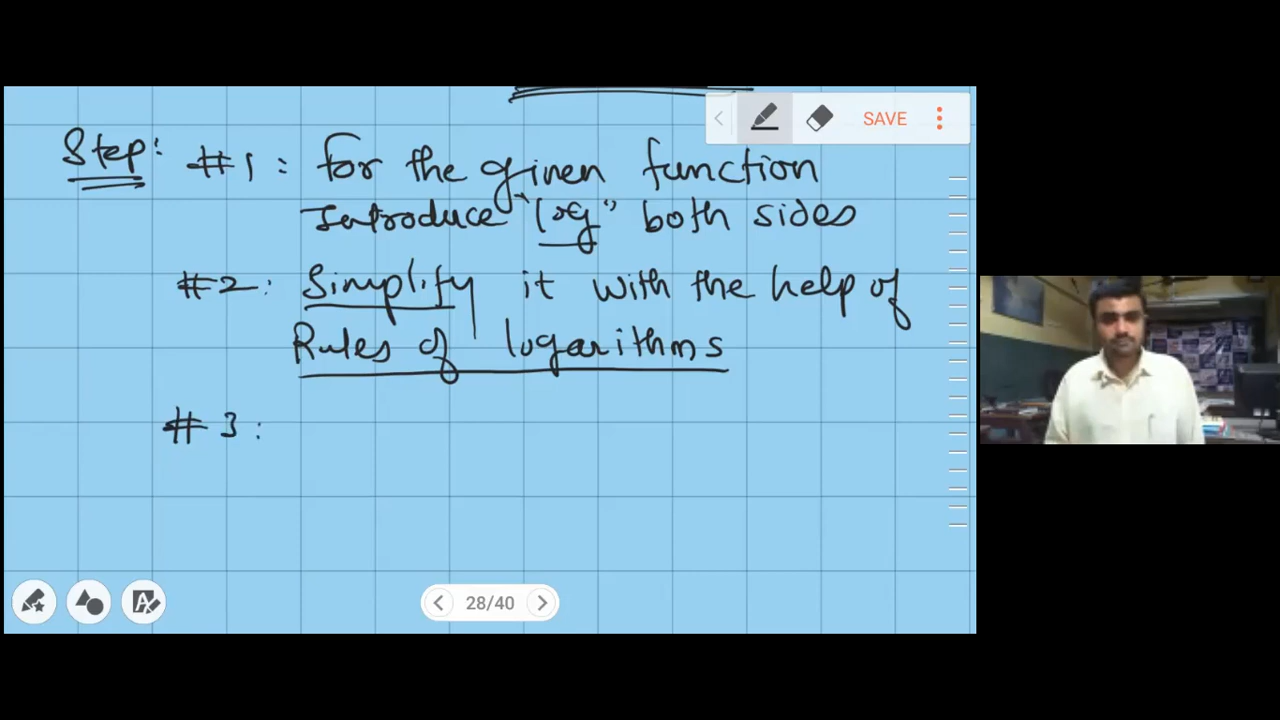 SAVE
Step: #1: For the given function
Introduce "log" both sides
#2: Simplify it with the help of
Rules of logarithms
#3:
28/40